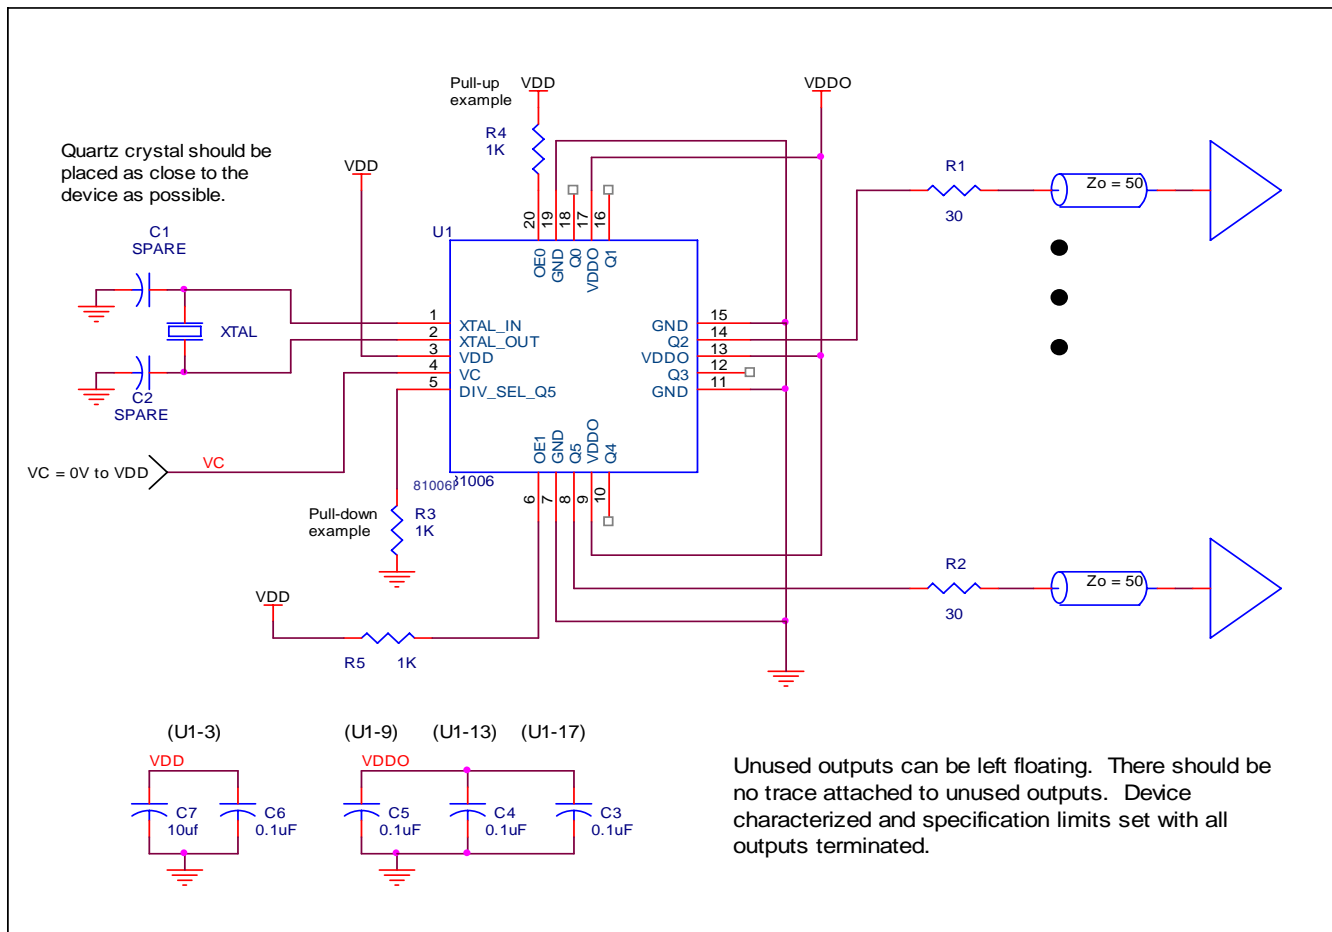 Pull-up
example
VDD
VDDO
R4
1K
Quartz crystal should be
placed as close to the
device as possible.
VDD
R1
30
Zo = 50
C1
SPARE
U1
20
19
18
17
16
OE0
GND
Q0
VDDO
Q1
XTAL
1
2
3
4
5
XTAL_IN
XTAL_OUT
VDD
VC
DIV_SEL_Q5
GND
Q2
VDDO
Q3
GND
15
14
13
12
11
C2
SPARE
OE1
GND
Q5
VDDO
Q4
VC = 0V to VDD
VC
81006
6
7
8
9
10
Pull-down
example
R3
1K
R2
30
Zo = 50
VDD
R5
1K
(U1-3)
(U1-9)
(U1-13)
(U1-17)
VDD
VDDO
C7
10uf
C6
0.1uF
C5
0.1uF
C4
0.1uF
C3
0.1uF
Unused outputs can be left floating. There should be
no trace attached to unused outputs. Device
characterized and specification limits set with all
outputs terminated.